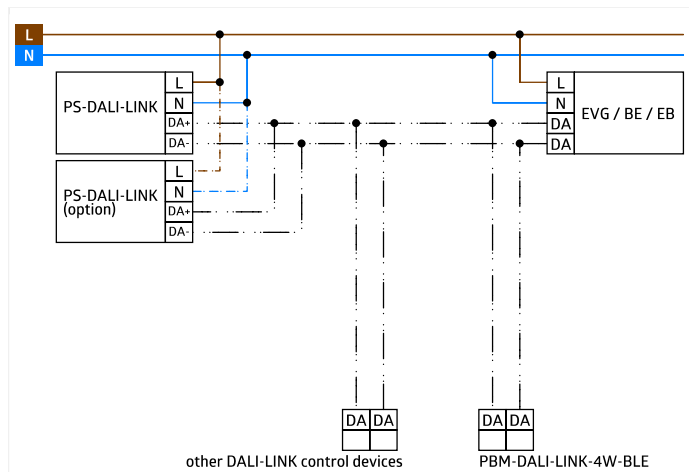 L
N
PS-DALI-LINK
L
N
DA+
DA-
PS-DALI-LINK
(option)
L
N
DA+
DA-
L
N
DA
DA
EVG / BE / EB
DA DA
DA DA
other DALI-LINK control devices
PBM-DALI-LINK-4W-BLE